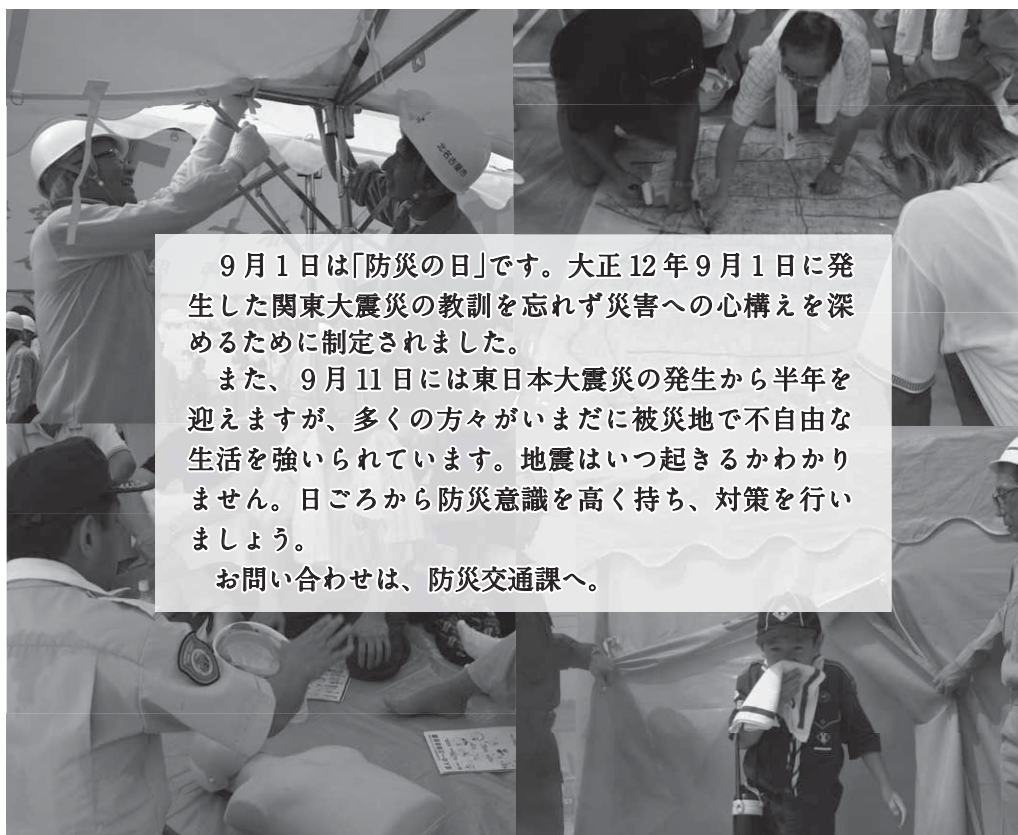 北名古屋市
　９月１日は｢防災の日｣です。大正 12 年９月１日に発
生した関東大震災の教訓を忘れず災害への心構えを深
めるために制定されました。
　また、９月 11 日には東日本大震災の発生から半年を
迎えますが、多くの方々がいまだに被災地で不自由な
生活を強いられています。地震はいつ起きるかわかり
ません。日ごろから防災意識を高く持ち、対策を行い
ましょう。
　お問い合わせは、防災交通課へ。